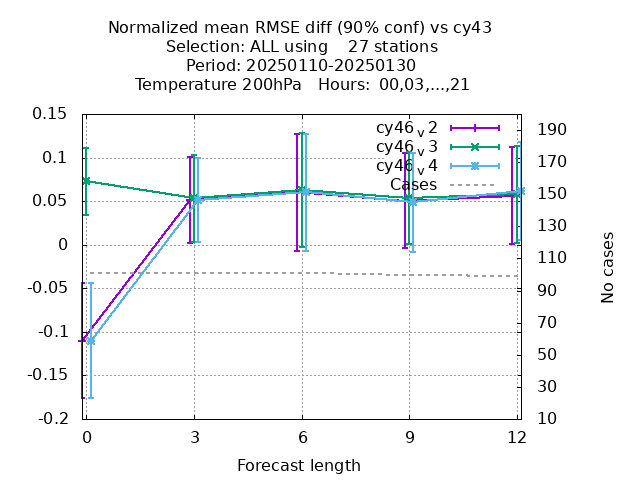 Normalized mean RMSE diff (90% conf) vs cy43
Selection: ALL using 27 stations
Period: 20250110-20250130
Temperature 200hPa Hours: 00,03,...,21
0.15
0.1
0.05
0
-0.05
-0.1
-0.15
-0.2
cy46v2
cy46v3
cy46v4
Cases
190
170
150
130
110
90
70
50
30
10
No cases
0 3 6 9 12
Forecast length